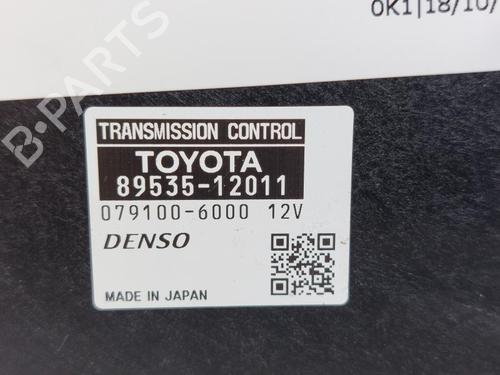 0K1|18/10/
TRANSMISSION CONTROL
TOYOTA
89535-12011
079100-6000 12V
DENSO
MADE IN JAPAN
B-PARTS